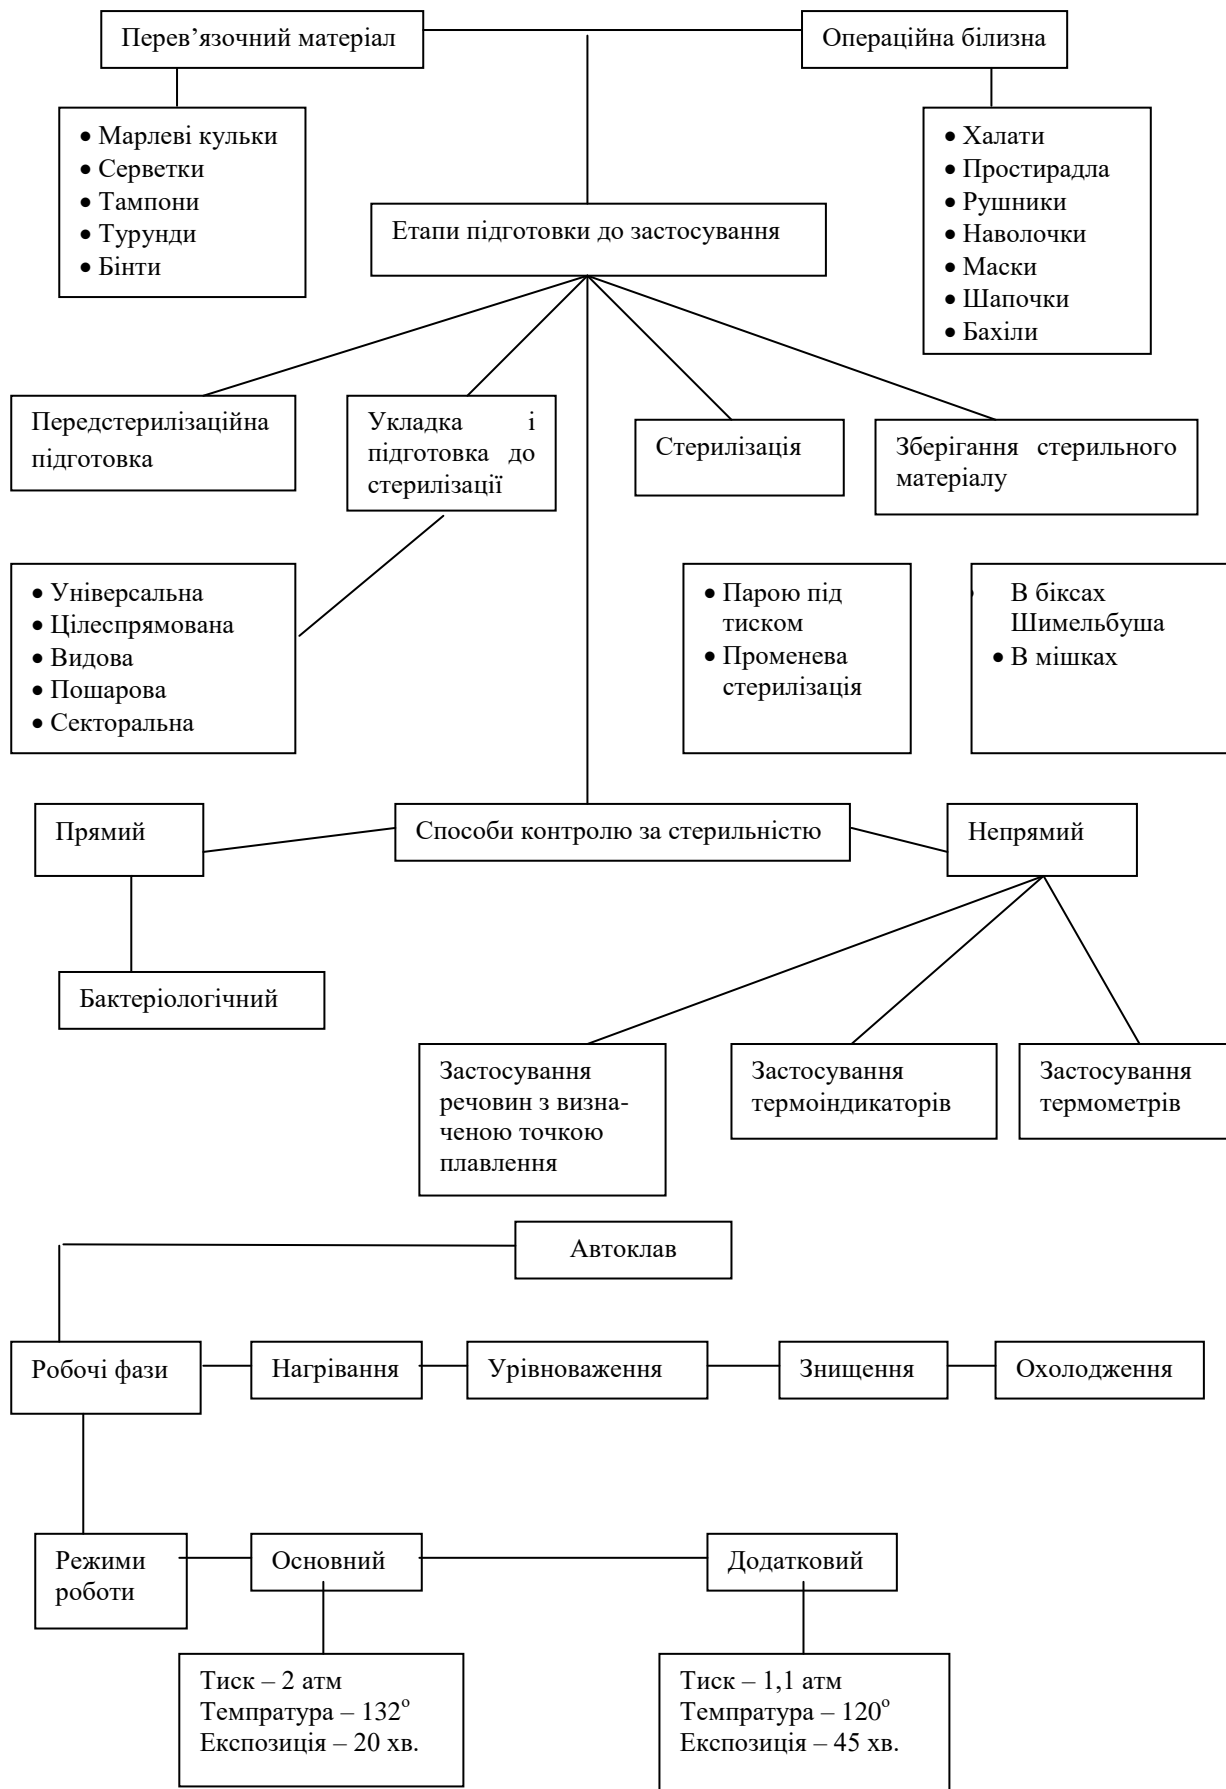 Перев’язочний матеріал
Операційна білизна
• Марлеві кульки
• Серветки
• Тампони
• Турунди
• Бінти
• Халати
• Простирадла
• Рушники
• Наволочки
• Маски
• Шапочки
• Бахіли
Етапи підготовки до застосування
Передстерилізаційна
підготовка
Укладка і
підготовка до
стерилізації
Стерилізація
Зберігання стерильного
матеріалу
• Універсальна
• Цілеспрямована
• Видова
• Пошарова
• Секторальна
• Парою під
тиском
• Променева
стерилізація
• В біксах
Шимельбуша
• В мішках
Прямий
Способи контролю за стерильністю
Непрямий
Бактеріологічний
Застосування
речовин з визна-
ченою точкою
плавлення
Застосування
термоіндикаторів
Застосування
термометрів
Автоклав
Робочі фази
Нагрівання
Урівноваження
Знищення
Охолодження
Режими
роботи
Основний
Додатковий
Тиск – 2 атм
Темпратура – 132°
Експозиція – 20 хв.
Тиск – 1,1 атм
Темпратура – 120°
Експозиція – 45 хв.